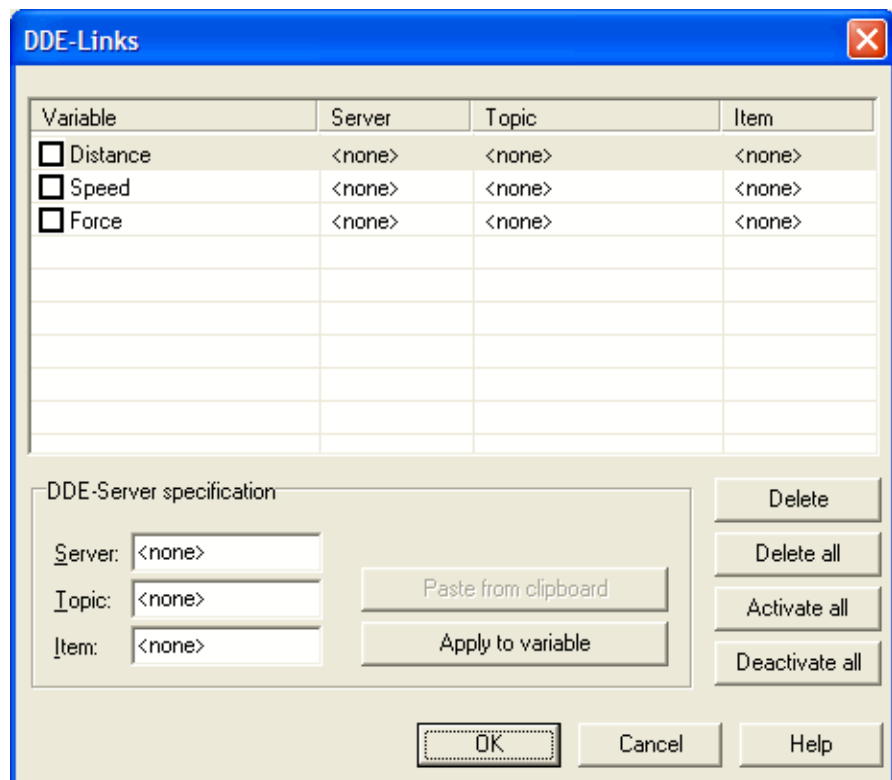 DDE-Links
Variable Server Topic Item
Distance <none> <none> <none>
Speed <none> <none> <none>
Force <none> <none> <none>
DDE-Server specification
Server: <none>
Topic: <none>
Item: <none>
Paste from clipboard
Apply to variable
Delete
Delete all
Activate all
Deactivate all
OK Cancel Help